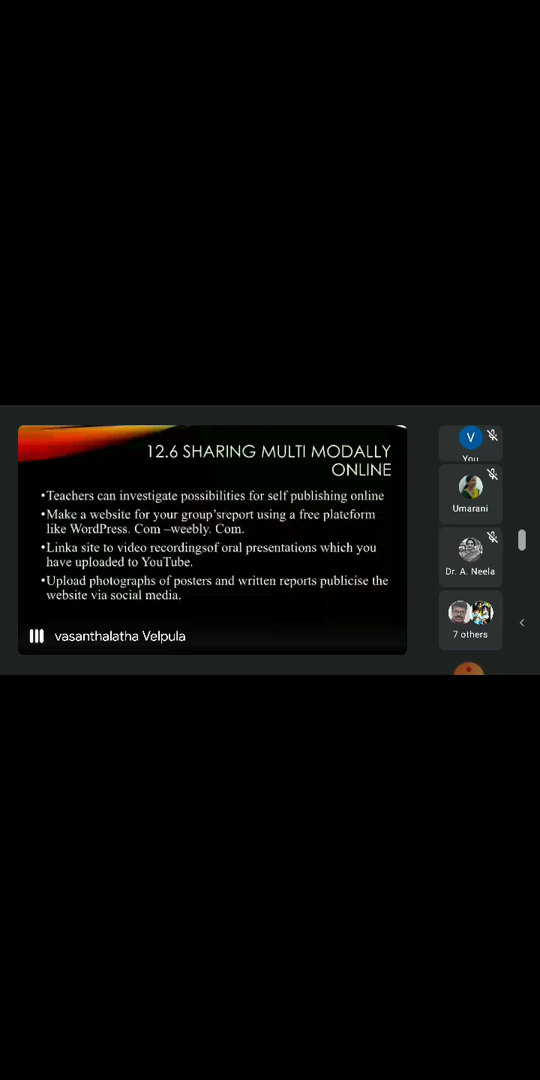 12.6 SHARING MULTI MODALLY
ONLINE
•Teachers can investigate possibilities for self publishing online
•Make a website for your group'sreport using a free plateform
like WordPress. Com –weebly. Com.
•Linka site to video recordingsof oral presentations which you
have uploaded to YouTube.
•Upload photographs of posters and written reports publicise the
website via social media.
vasanthalatha Velpula
V
You
Umarani
Dr. A. Neela
7 others